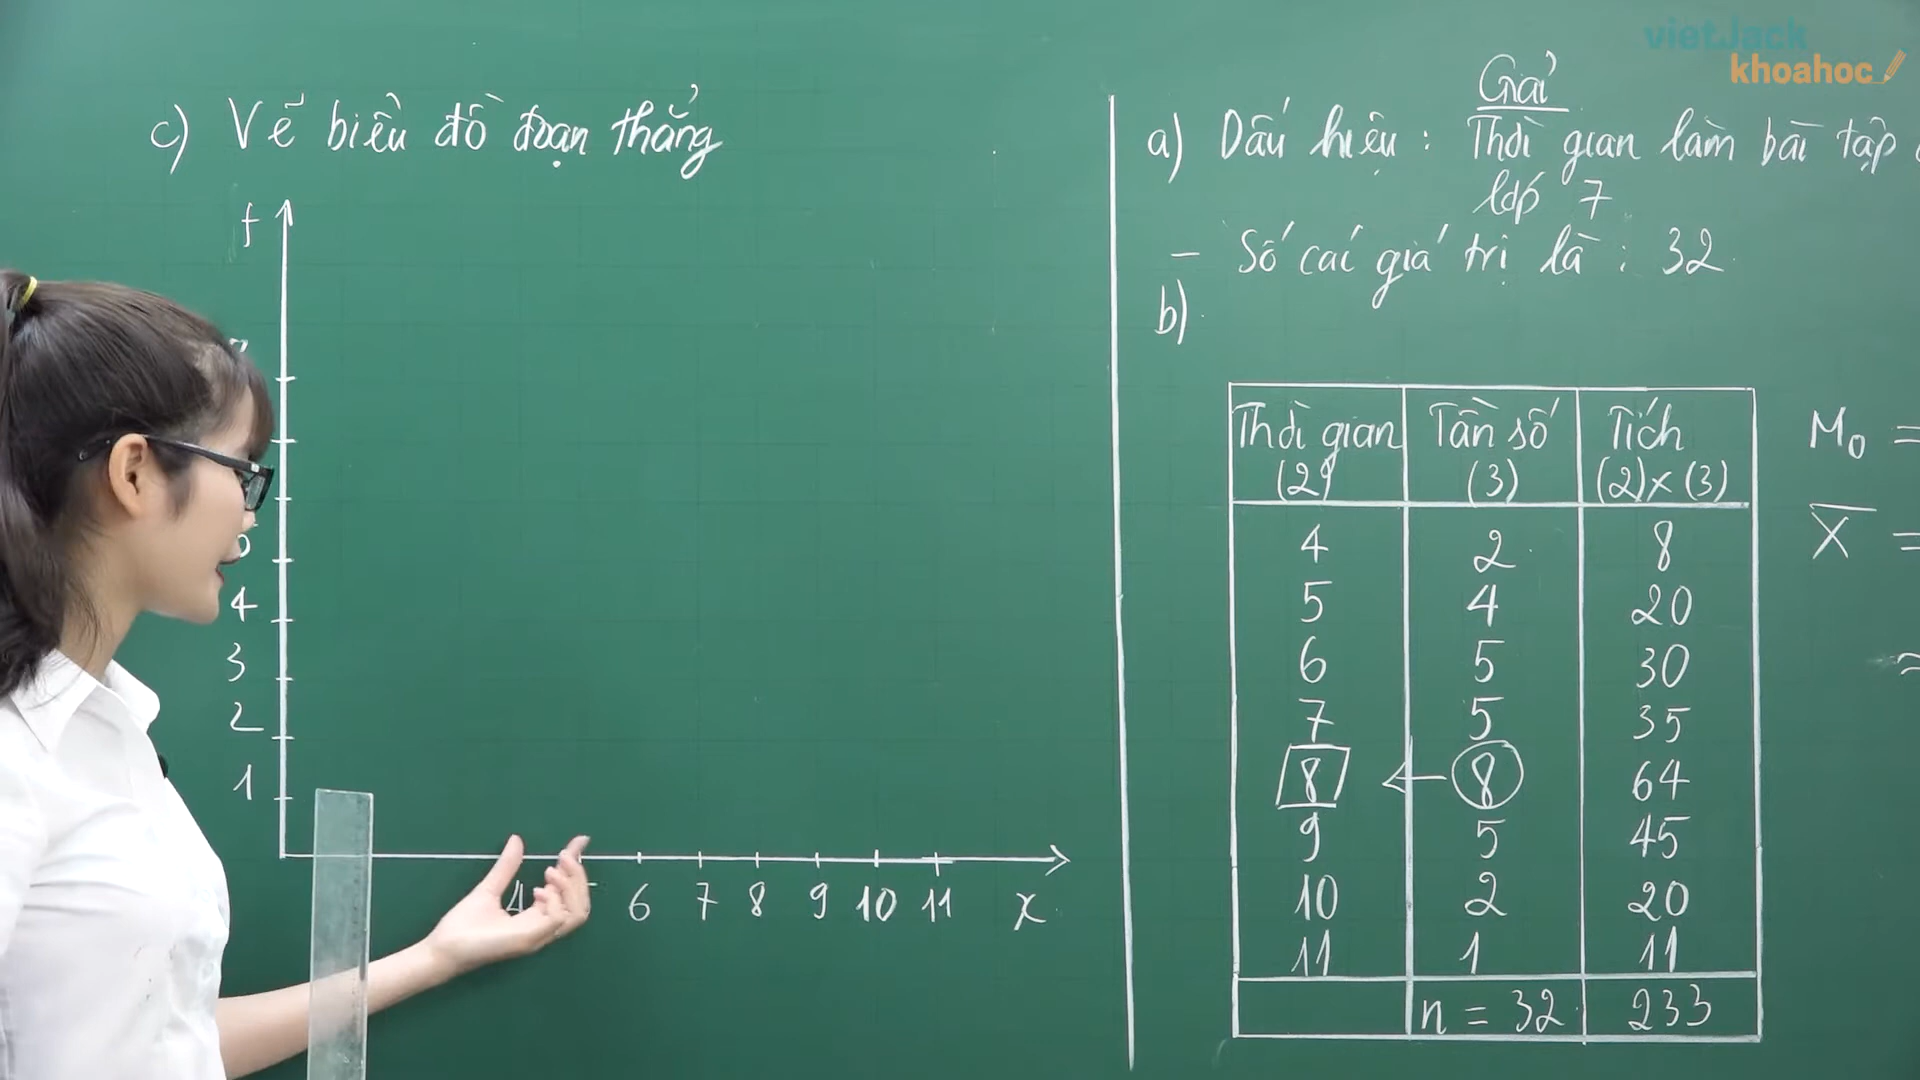 vietJack
khoahoc
c) Vẽ biểu đồ đoạn thẳng
f
4
3
2
1
4 6 7 8 9 10 11 x
Giải
a) Dấu hiệu : Thời gian làm bài tập
lớp 7
- Số các giá trị là : 32
b)
Thời gian Tần số Tích
(2) (3) (2)x(3)
4 2 8
5 4 20
6 5 30
7 5 35
8 ← 8 64
9 5 45
10 2 20
11 1 11
n = 32 233
M₀ =
X̅ =
≈